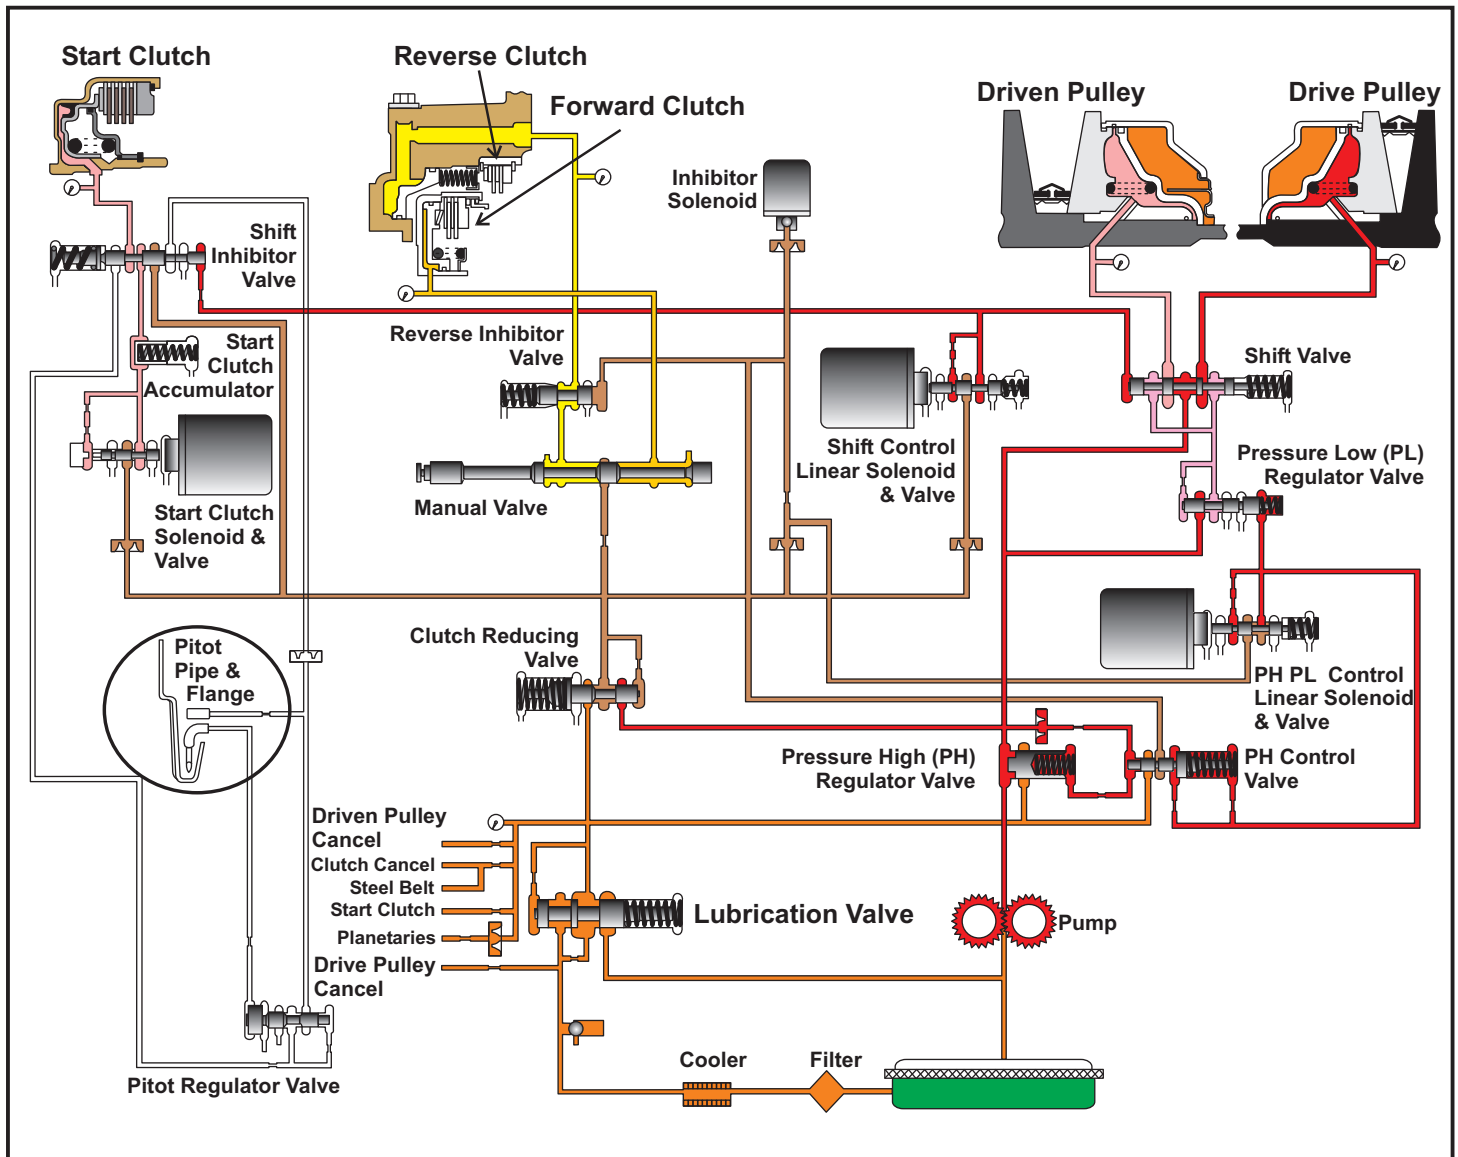 Start Clutch
Reverse Clutch
Forward Clutch
Driven Pulley
Drive Pulley
Inhibitor
Solenoid
Shift
Inhibitor
Valve
Reverse Inhibitor
Valve
Start
Clutch
Accumulator
Shift Valve
Shift Control
Linear Solenoid
& Valve
Pressure Low (PL)
Regulator Valve
Manual Valve
Start Clutch
Solenoid &
Valve
Clutch Reducing
Valve
Pitot
Pipe &
Flange
PH PL Control
Linear Solenoid
& Valve
Pressure High (PH)
Regulator Valve
PH Control
Valve
Driven Pulley
Cancel
Clutch Cancel
Steel Belt
Start Clutch
Planetaries
Drive Pulley
Cancel
Lubrication Valve
Pump
Pitot Regulator Valve
Cooler
Filter